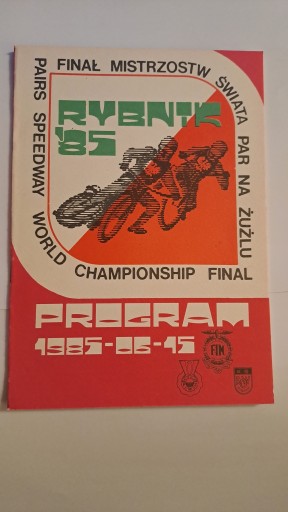 FINAŁ MISTRZOSTW ŚWIATA PAR NA ŻUŻLU
PAIRS SPEEDWAY WORLD CHAMPIONSHIP FINAL
RYBNIK
'85
PROGRAM
1985-06-15
FIM